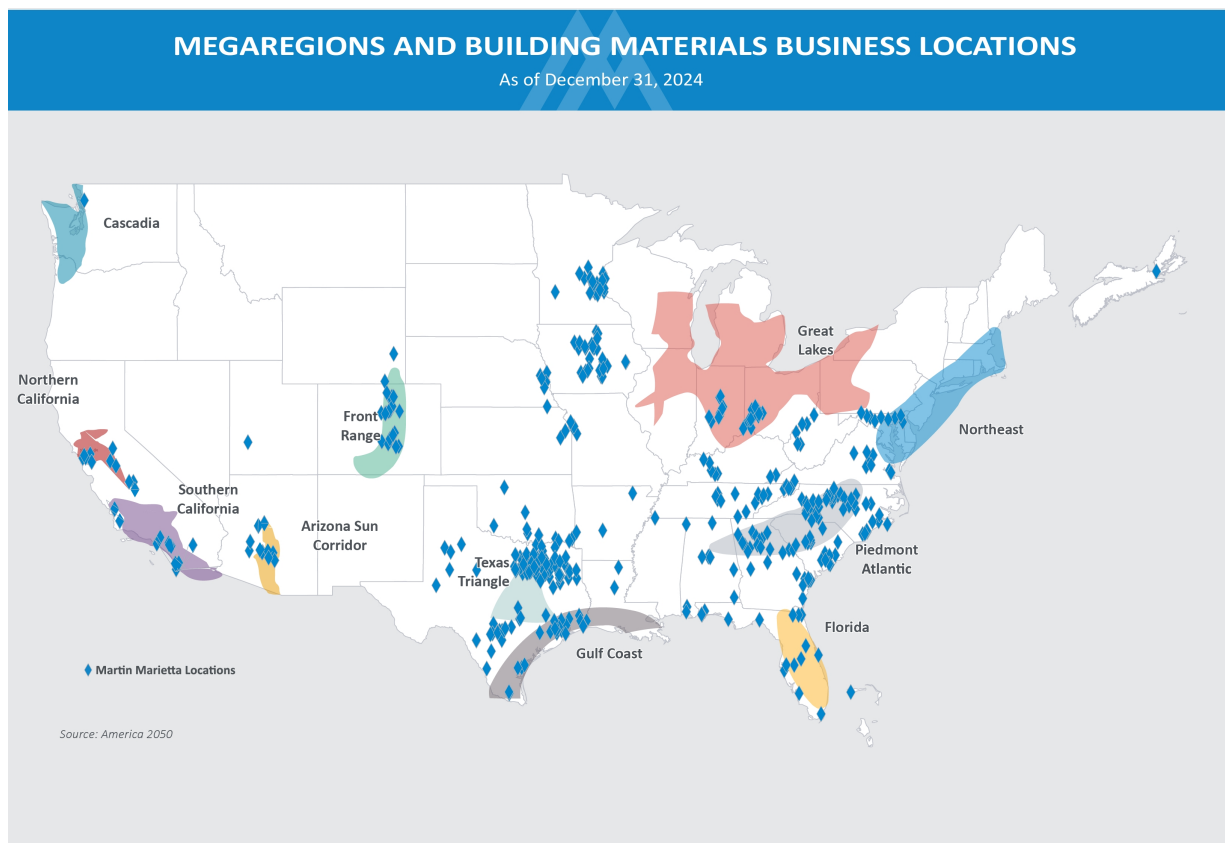 MEGAREGIONS AND BUILDING MATERIALS BUSINESS LOCATIONS
As of December 31, 2024
Cascadia
Great
Lakes
Northern
California
Front
Range
Northeast
Southern
California
Arizona Sun
Corridor
Texas
Triangle
Piedmont
Atlantic
Florida
Gulf Coast
Martin Marietta Locations
Source: America 2050